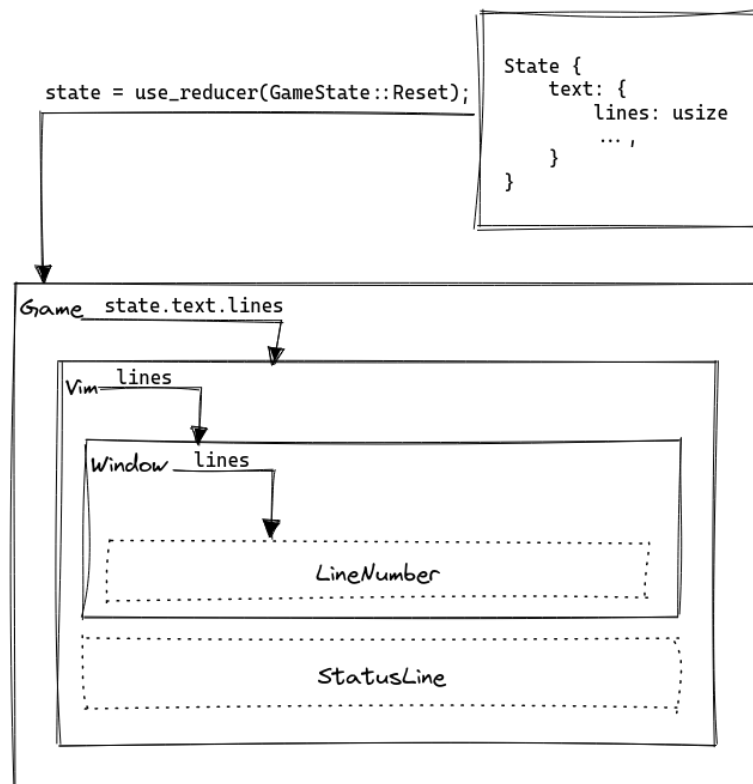 State {
text: {
lines: usize
...,
}
}
state = use_reducer(GameState::Reset);
Game state.text.lines
Vim lines
Window lines
LineNumber
StatusLine